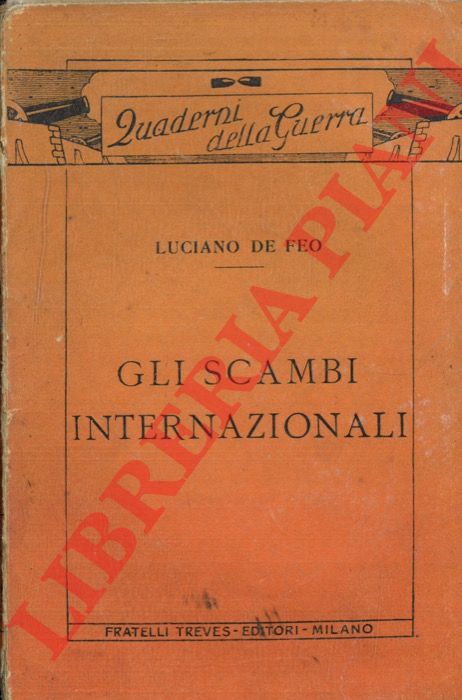 Quaderni
della Guerra
LUCIANO DE FEO
GLI SCAMBI
INTERNAZIONALI
FRATELLI TREVES - EDITORI - MILANO
LIBRERIA PIANI